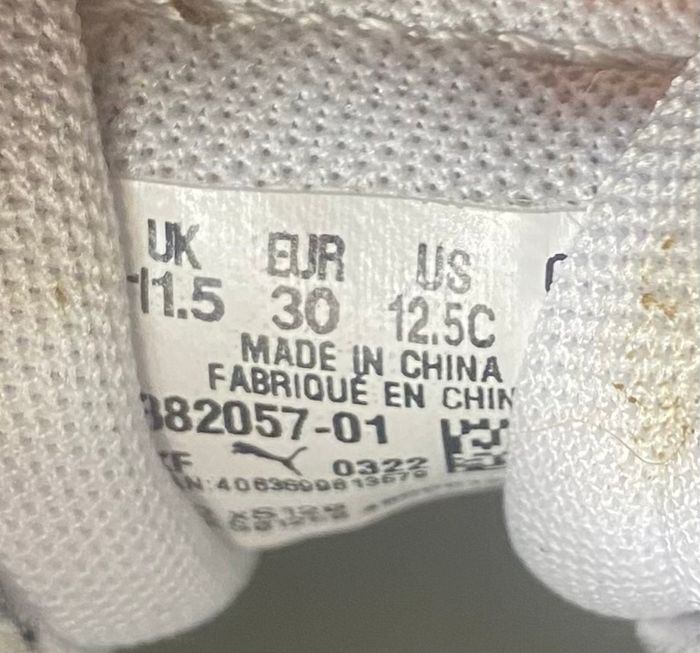 UK EUR US
11.5 30 12.5C
MADE IN CHINA
FABRIQUÉ EN CHIN
382057-01
0322